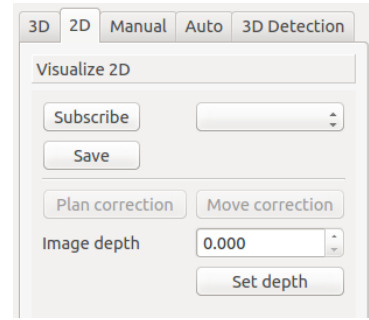 3D 2D Manual Auto 3D Detection
Visualize 2D
Subscribe
Save
Plan correction Move correction
Image depth 0.000
Set depth